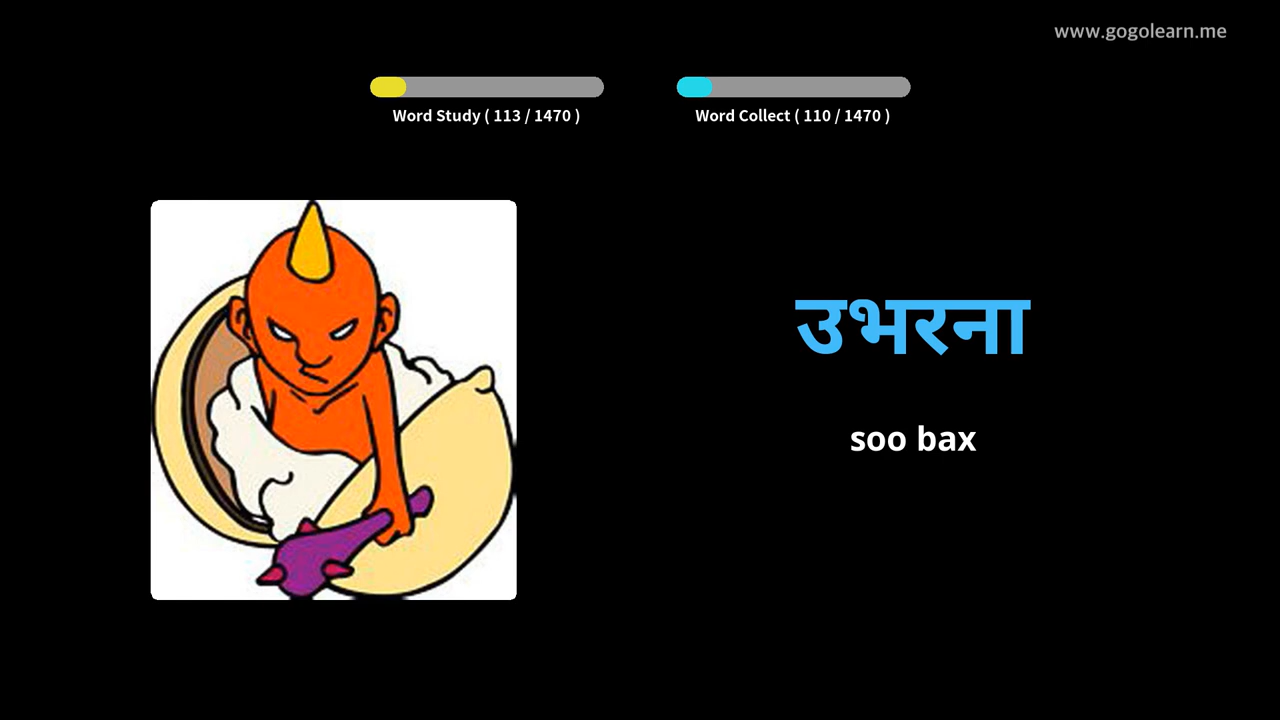 www.gogolearn.me
Word Study ( 113 / 1470 )
Word Collect ( 110 / 1470 )
उभरना
soo bax